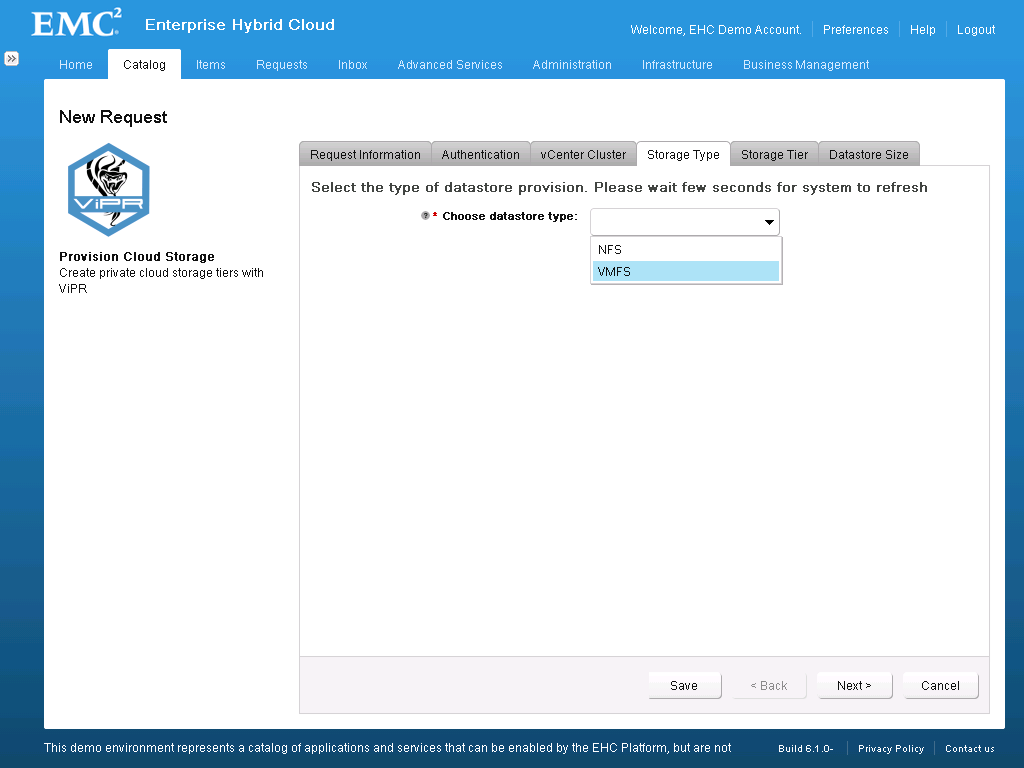 EMC²
Enterprise Hybrid Cloud
Welcome, EHC Demo Account. Preferences Help Logout
Home Catalog Items Requests Inbox Advanced Services Administration Infrastructure Business Management
New Request
ViPR
Provision Cloud Storage
Create private cloud storage tiers with
ViPR
Request Information Authentication vCenter Cluster Storage Type Storage Tier Datastore Size
Select the type of datastore provision. Please wait few seconds for system to refresh
* Choose datastore type:
NFS
VMFS
Save < Back Next > Cancel
This demo environment represents a catalog of applications and services that can be enabled by the EHC Platform, but are not
Build 6.1.0- Privacy Policy Contact us